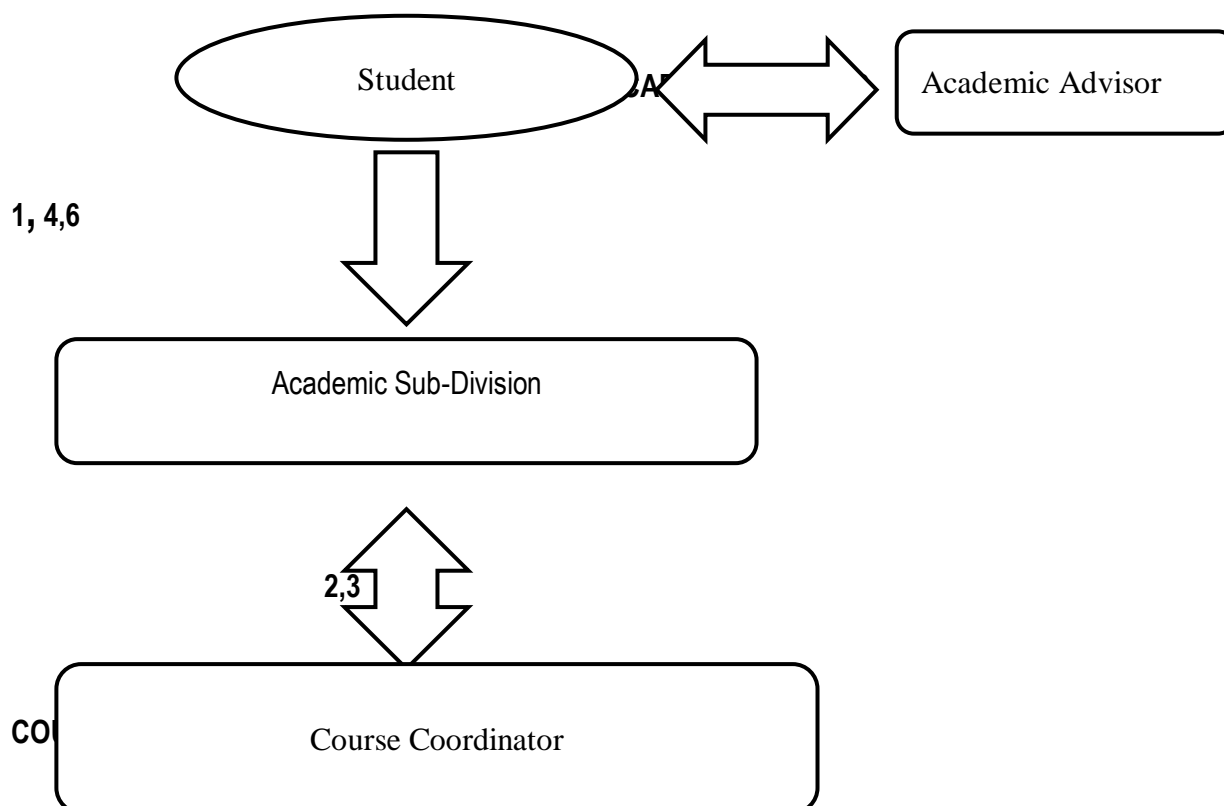 Student
Academic Advisor
1, 4,6
Academic Sub-Division
2,3
Course Coordinator